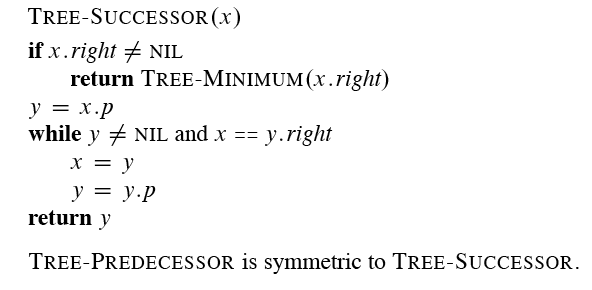 TREE-SUCCESSOR(x)
if x.right ≠ NIL
return TREE-MINIMUM(x.right)
y = x.p
while y ≠ NIL and x == y.right
x = y
y = y.p
return y
TREE-PREDECESSOR is symmetric to TREE-SUCCESSOR.